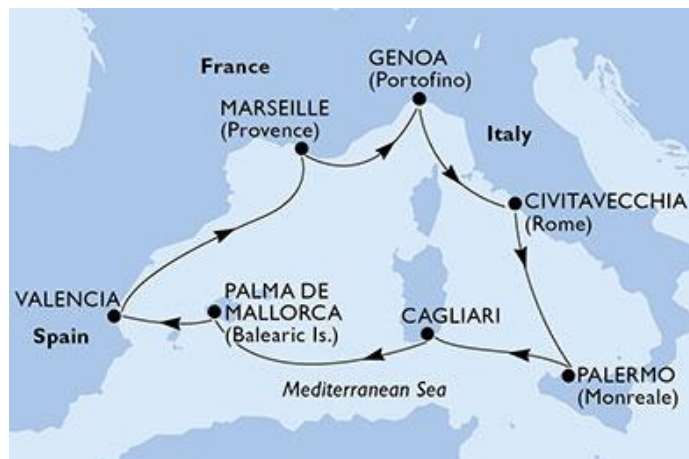 France
GENOA
(Portofino)
MARSEILLE
(Provence)
Italy
CIVITAVECCHIA
(Rome)
VALENCIA
Spain
PALMA DE
MALLORCA
(Balearic Is.)
CAGLIARI
Mediterranean Sea
PALERMO
(Monreale)